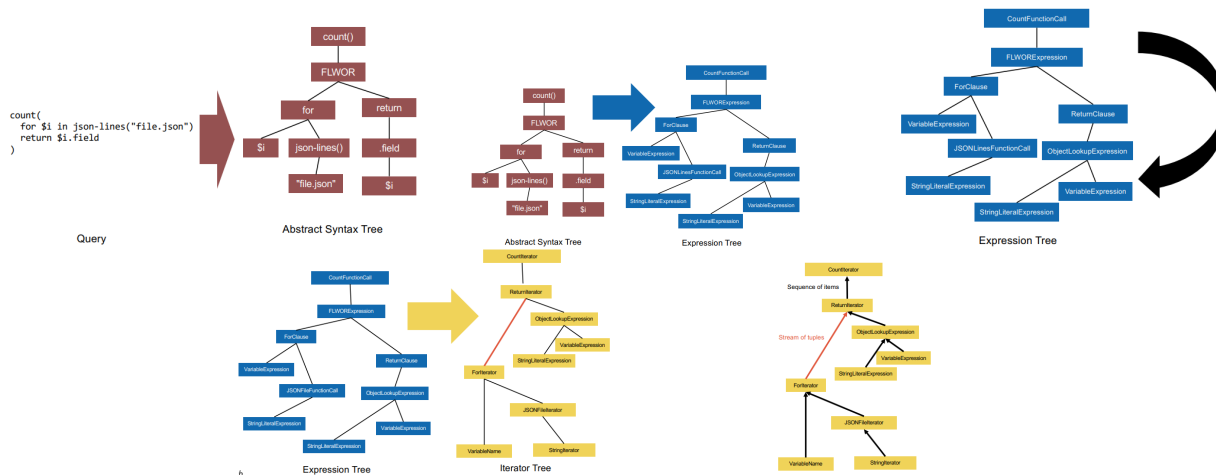 count(
for $i in json-lines("file.json")
return $i.field
)
Query
count()
FLWOR
for
return
$i
json-lines()
.field
"file.json"
$i
Abstract Syntax Tree
count()
FLWOR
for
return
$i
json-lines()
.field
"file.json"
$i
Abstract Syntax Tree
CountFunctionCall
FLWORExpression
ForClause
VariableExpression
ReturnClause
JSONLinesFunctionCall
ObjectLookupExpression
StringLiteralExpression
VariableExpression
StringLiteralExpression
Expression Tree
CountFunctionCall
FLWORExpression
ForClause
ReturnClause
VariableExpression
JSONLinesFunctionCall
ObjectLookupExpression
StringLiteralExpression
VariableExpression
StringLiteralExpression
Expression Tree
CountFunctionCall
FLWORExpression
ForClause
ReturnClause
VariableExpression
JSONFileFunctionCall
ObjectLookupExpression
StringLiteralExpression
VariableExpression
StringLiteralExpression
b
Expression Tree
CountIterator
ReturnIterator
ObjectLookupExpression
VariableExpression
StringLiteralExpression
ForIterator
JSONFileIterator
VariableName
StringIterator
Iterator Tree
CountIterator
Sequence of items
ReturnIterator
Stream of tuples
ObjectLookupExpression
VariableExpression
StringLiteralExpression
ForIterator
JSONFileIterator
VariableName
StringIterator